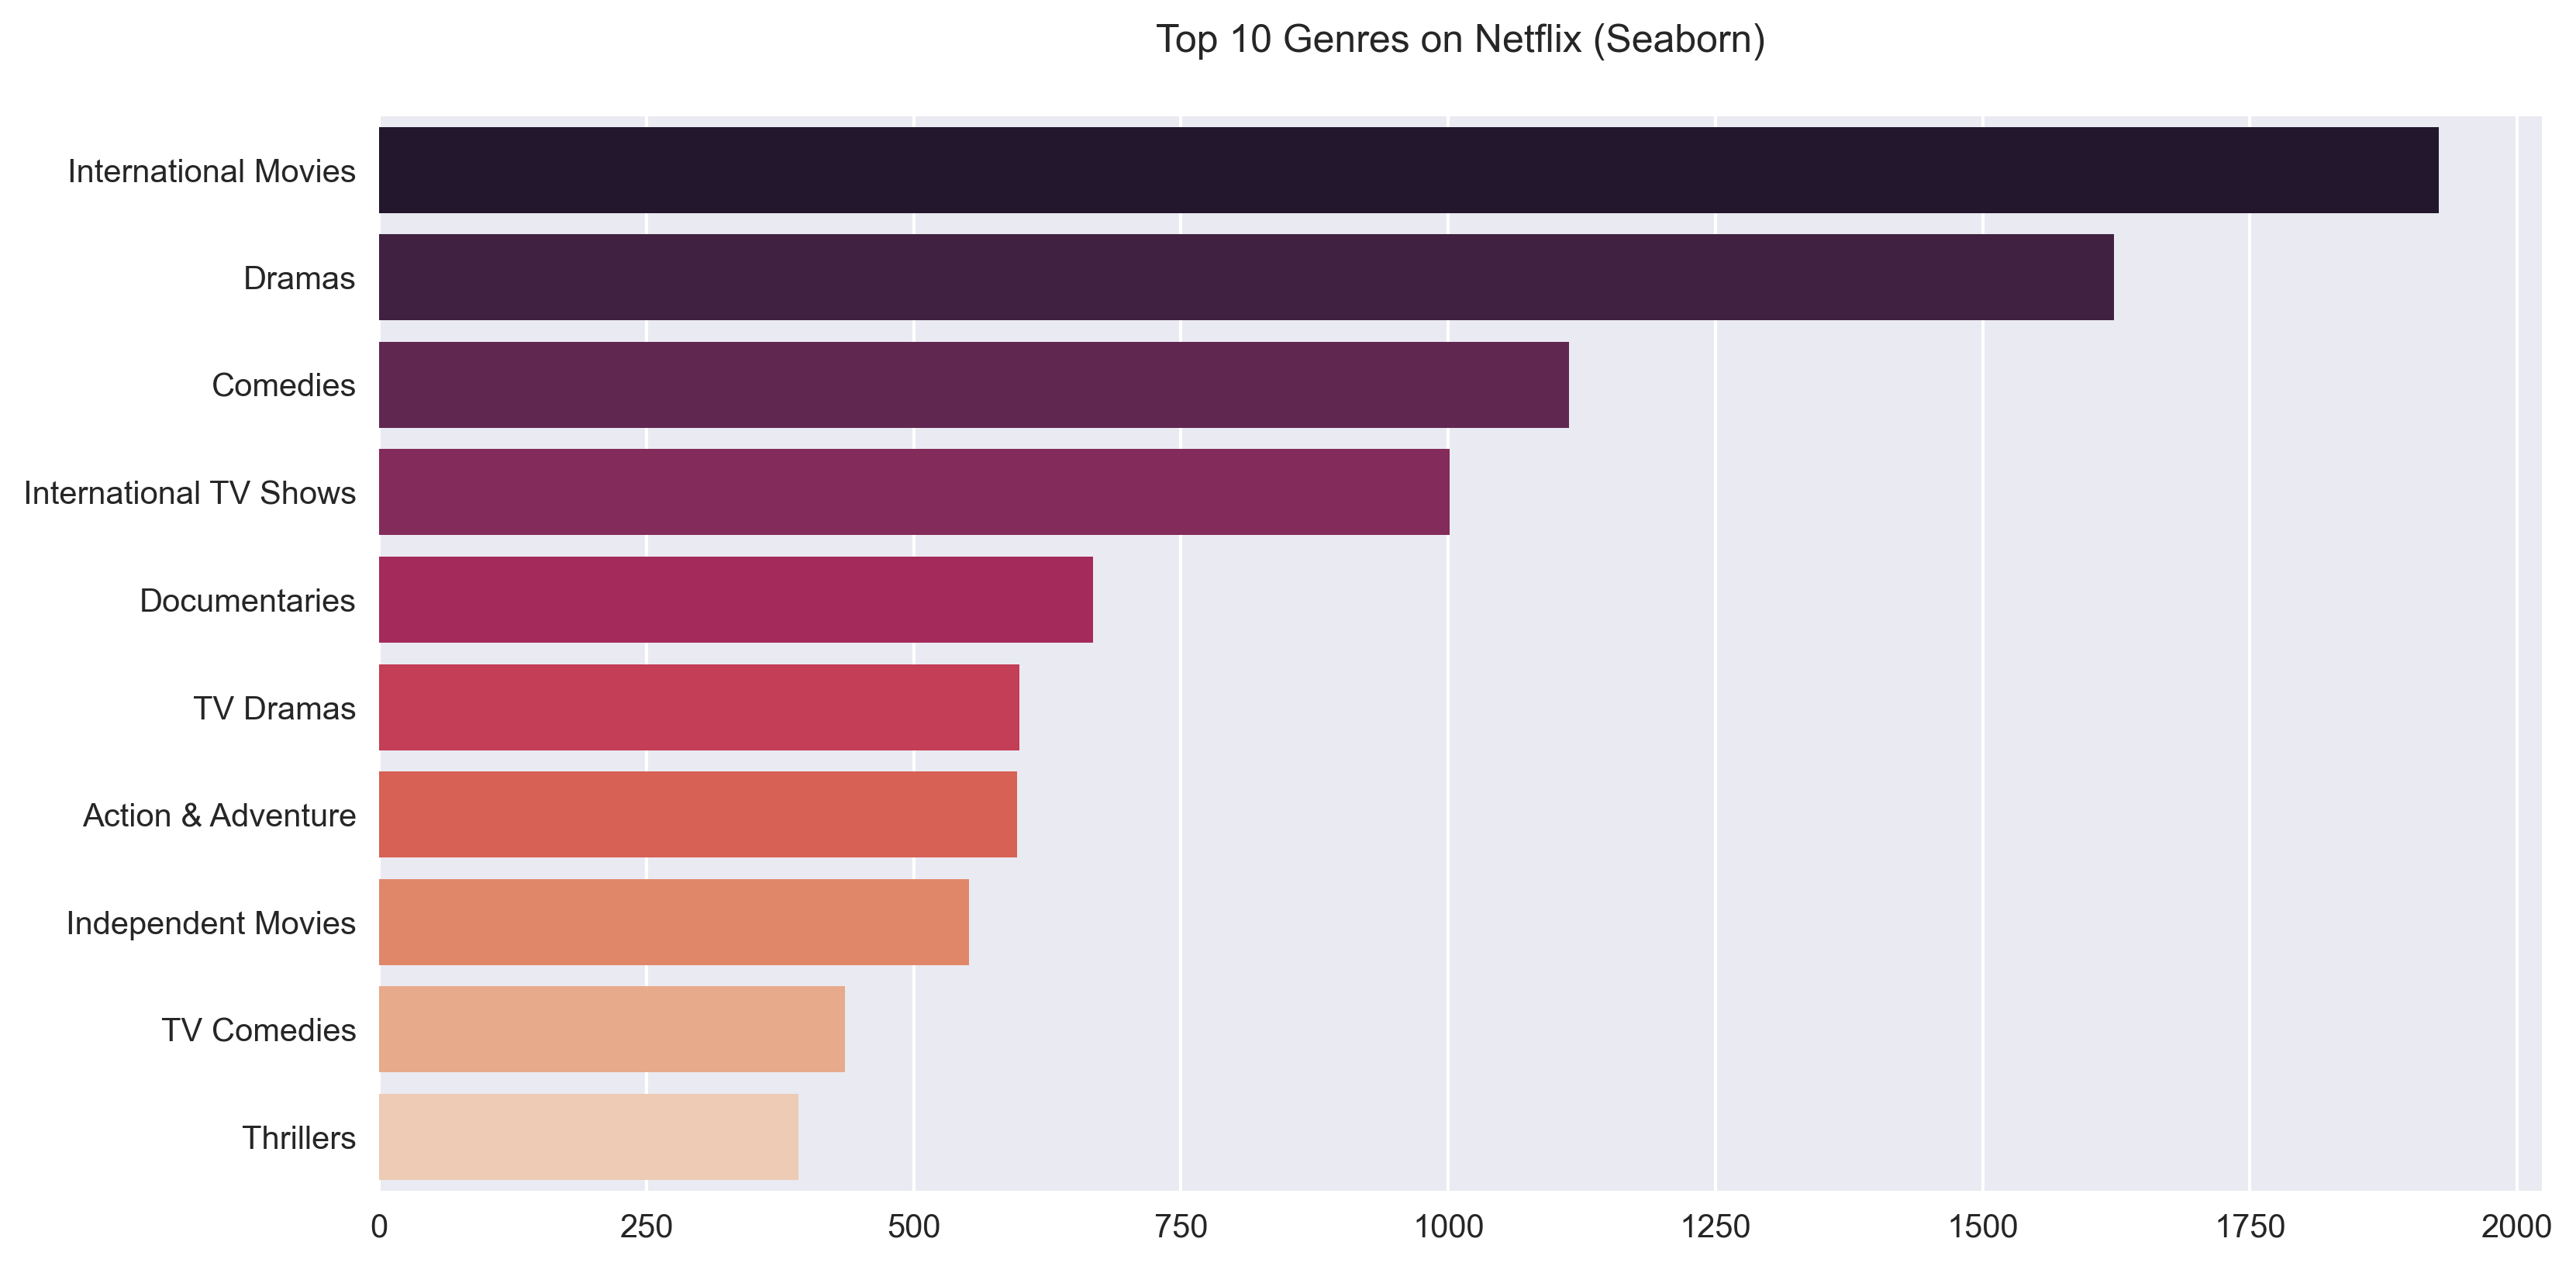 Top 10 Genres on Netflix (Seaborn)
International Movies
Dramas
Comedies
International TV Shows
Documentaries
TV Dramas
Action & Adventure
Independent Movies
TV Comedies
Thrillers
0 250 500 750 1000 1250 1500 1750 2000